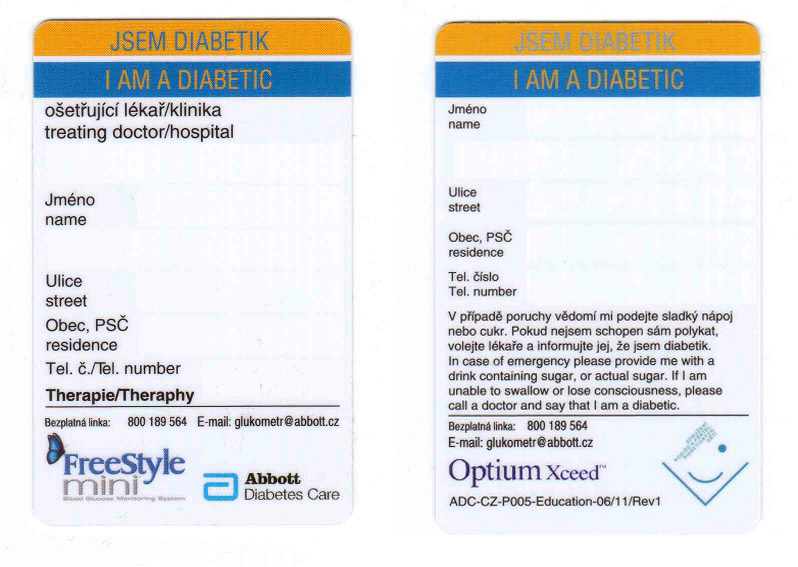 JSEM DIABETIK
I AM A DIABETIC
ošetřující lékař/klinika
treating doctor/hospital
Jméno
name
Ulice
street
Obec, PSČ
residence
Tel. č./Tel. number
Therapie/Theraphy
Bezplatná linka: 800 189 564 E-mail: glukometr@abbott.cz
FreeStyle
mini
Blood Glucose Monitoring System
Abbott
Diabetes Care
JSEM DIABETIK
I AM A DIABETIC
Jméno
name
Ulice
street
Obec, PSČ
residence
Tel. číslo
Tel. number
V případě poruchy vědomí mi podejte sladký nápoj
nebo cukr. Pokud nejsem schopen sám polykat,
volejte lékaře a informujte jej, že jsem diabetik.
In case of emergency please provide me with a
drink containing sugar, or actual sugar. If I am
unable to swallow or lose consciousness, please
call a doctor and say that I am a diabetic.
Bezplatná linka: 800 189 564
E-mail: glukometr@abbott.cz
Optium Xceed™
ADC-CZ-P005-Education-06/11/Rev1